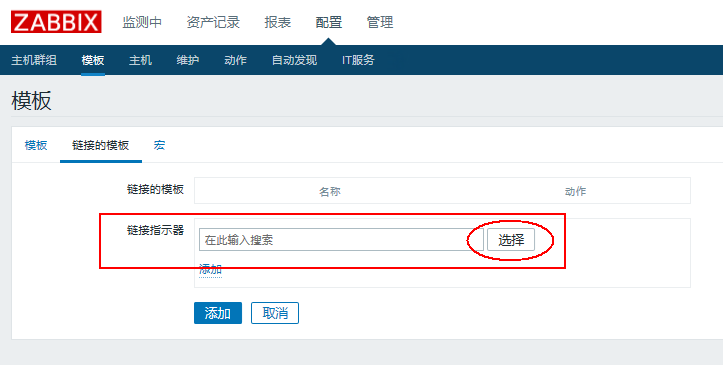 ZABBIX 监测中 资产记录 报表 配置 管理
主机群组 模板 主机 维护 动作 自动发现 IT服务
模板
模板 链接的模板 宏
链接的模板 名称 动作
链接指示器
在此输入搜索 选择
添加
添加 取消